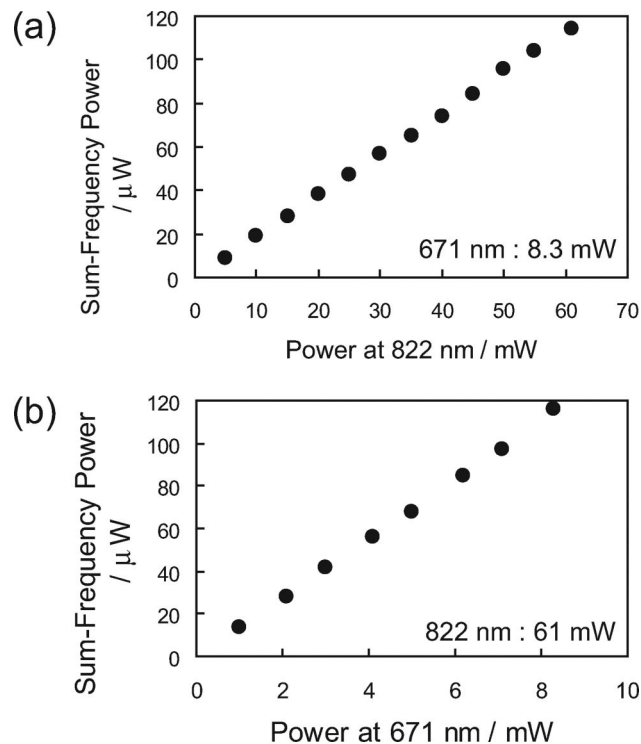 (a)
Sum-Frequency Power
/ μW
120
100
80
60
40
20
0
671 nm : 8.3 mW
0 10 20 30 40 50 60 70
Power at 822 nm / mW
(b)
Sum-Frequency Power
/ μW
120
100
80
60
40
20
0
822 nm : 61 mW
0 2 4 6 8 10
Power at 671 nm / mW